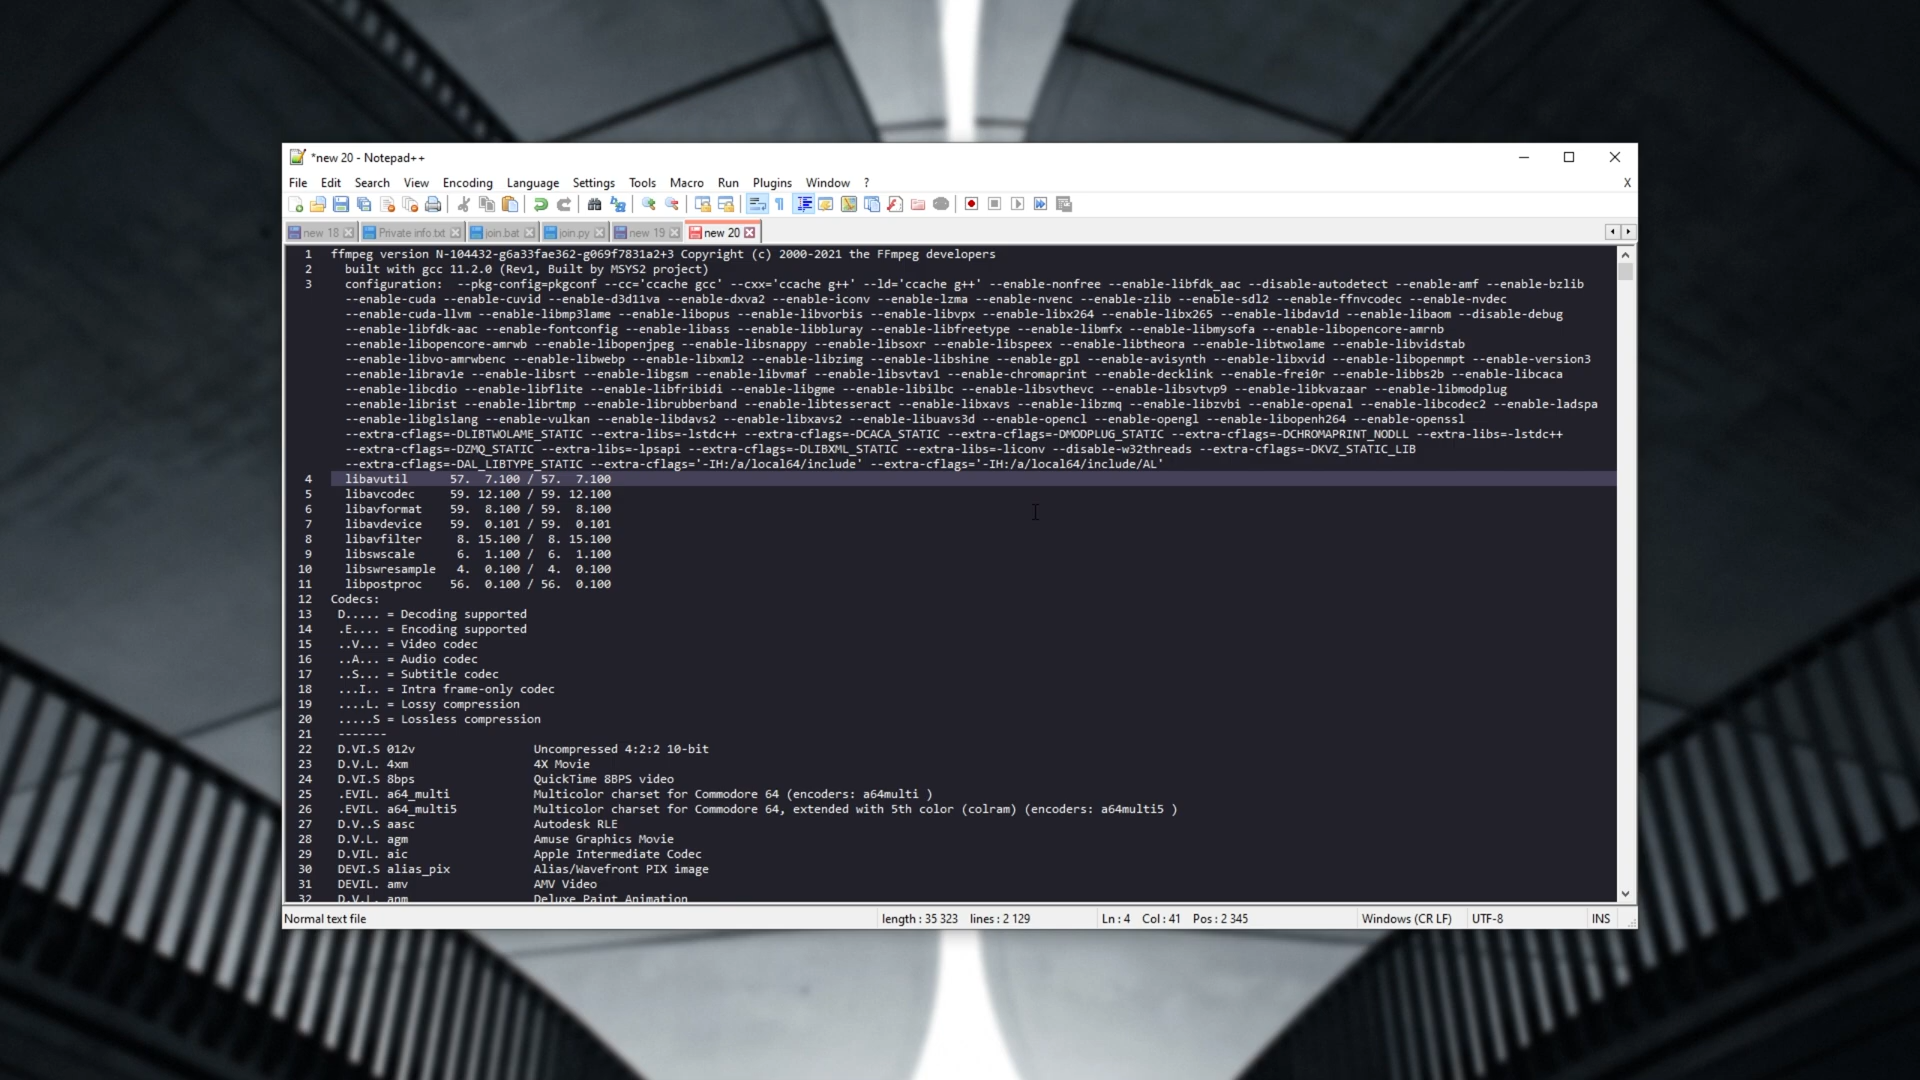 *new 20 - Notepad++
File Edit Search View Encoding Language Settings Tools Macro Run Plugins Window ? X
new 18 Private info.txt join.bat join.py new 19 new 20
1 ffmpeg version N-104432-g6a33fae362-g069f7831a2+3 Copyright (c) 2000-2021 the FFmpeg developers
2 built with gcc 11.2.0 (Rev1, Built by MSYS2 project)
3 configuration: --pkg-config=pkgconf --cc='ccache gcc' --cxx='ccache g++' --ld='ccache g++' --enable-nonfree --enable-libfdk_aac --disable-autodetect --enable-amf --enable-bzlib
--enable-cuda --enable-cuvid --enable-d3d11va --enable-dxva2 --enable-iconv --enable-lzma --enable-nvenc --enable-zlib --enable-sdl2 --enable-ffnvcodec --enable-nvdec
--enable-cuda-llvm --enable-libmp3lame --enable-libopus --enable-libvorbis --enable-libvpx --enable-libx264 --enable-libx265 --enable-libdav1d --enable-libaom --disable-debug
--enable-libfdk-aac --enable-fontconfig --enable-libass --enable-libbluray --enable-libfreetype --enable-libmfx --enable-libmysofa --enable-libopencore-amrnb
--enable-libopencore-amrwb --enable-libopenjpeg --enable-libsnappy --enable-libsoxr --enable-libspeex --enable-libtheora --enable-libtwolame --enable-libvidstab
--enable-libvo-amrwbenc --enable-libwebp --enable-libxml2 --enable-libzimg --enable-libshine --enable-gpl --enable-avisynth --enable-libxvid --enable-libopenmpt --enable-version3
--enable-librav1e --enable-libsrt --enable-libgsm --enable-libvmaf --enable-libsvtav1 --enable-chromaprint --enable-decklink --enable-frei0r --enable-libbs2b --enable-libcaca
--enable-libcdio --enable-libflite --enable-libfribidi --enable-libgme --enable-libilbc --enable-libsvthevc --enable-libsvtvp9 --enable-libkvazaar --enable-libmodplug
--enable-librist --enable-librtmp --enable-librubberband --enable-libtesseract --enable-libxavs --enable-libzmq --enable-libzvbi --enable-openal --enable-libcodec2 --enable-ladspa
--enable-libglslang --enable-vulkan --enable-libdavs2 --enable-libxavs2 --enable-libuavs3d --enable-opencl --enable-opengl --enable-libopenh264 --enable-openssl
--extra-cflags=-DLIBTWOLAME_STATIC --extra-libs=-lstdc++ --extra-cflags=-DCACA_STATIC --extra-cflags=-DMODPLUG_STATIC --extra-cflags=-DCHROMAPRINT_NODLL --extra-libs=-lstdc++
--extra-cflags=-DZMQ_STATIC --extra-libs=-lpsapi --extra-cflags=-DLIBXML_STATIC --extra-libs=-liconv --disable-w32threads --extra-cflags=-DKVZ_STATIC_LIB
--extra-cflags=-DAL_LIBTYPE_STATIC --extra-cflags='-IH:/a/local64/include' --extra-cflags='-IH:/a/local64/include/AL'
4 libavutil 57. 7.100 / 57. 7.100
5 libavcodec 59. 12.100 / 59. 12.100
6 libavformat 59. 8.100 / 59. 8.100
7 libavdevice 59. 0.101 / 59. 0.101
8 libavfilter 8. 15.100 / 8. 15.100
9 libswscale 6. 1.100 / 6. 1.100
10 libswresample 4. 0.100 / 4. 0.100
11 libpostproc 56. 0.100 / 56. 0.100
12 Codecs:
13 D..... = Decoding supported
14 .E.... = Encoding supported
15 ..V... = Video codec
16 ..A... = Audio codec
17 ..S... = Subtitle codec
18 ...I.. = Intra frame-only codec
19 ....L. = Lossy compression
20 .....S = Lossless compression
21 -------
22 D.VI.S 012v Uncompressed 4:2:2 10-bit
23 D.V.L. 4xm 4X Movie
24 D.VI.S 8bps QuickTime 8BPS video
25 .EVIL. a64_multi Multicolor charset for Commodore 64 (encoders: a64multi )
26 .EVIL. a64_multi5 Multicolor charset for Commodore 64, extended with 5th color (colram) (encoders: a64multi5 )
27 D.V..S aasc Autodesk RLE
28 D.V.L. agm Amuse Graphics Movie
29 D.VIL. aic Apple Intermediate Codec
30 DEVI.S alias_pix Alias/Wavefront PIX image
31 DEVIL. amv AMV Video
32 D.V.L. anm Deluxe Paint Animation
Normal text file length : 35 323 lines : 2 129 Ln : 4 Col : 41 Pos : 2 345 Windows (CR LF) UTF-8 INS